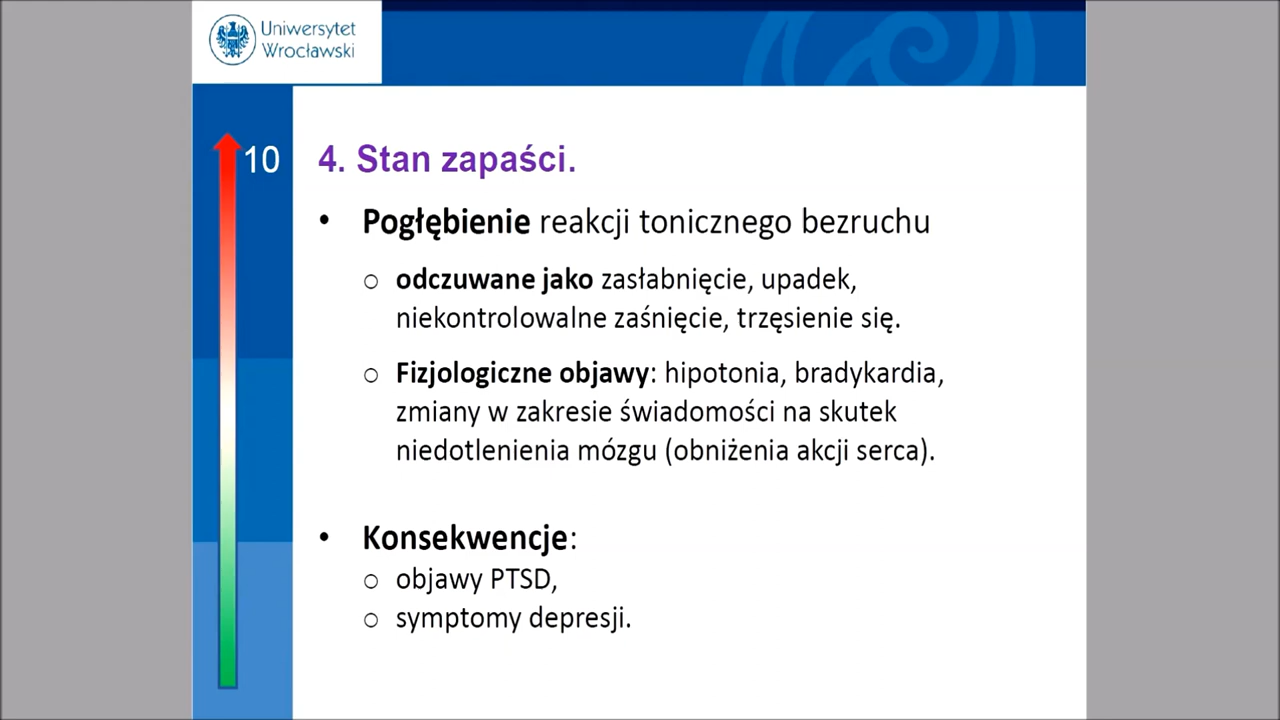 Uniwersytet
Wrocławski
10
4. Stan zapaści.
• Pogłębienie reakcji tonicznego bezruchu
o odczuwane jako zasłabnięcie, upadek,
niekontrolowalne zaśnięcie, trzęsienie się.
o Fizjologiczne objawy: hipotonia, bradykardia,
zmiany w zakresie świadomości na skutek
niedotlenienia mózgu (obniżenia akcji serca).
• Konsekwencje:
o objawy PTSD,
o symptomy depresji.